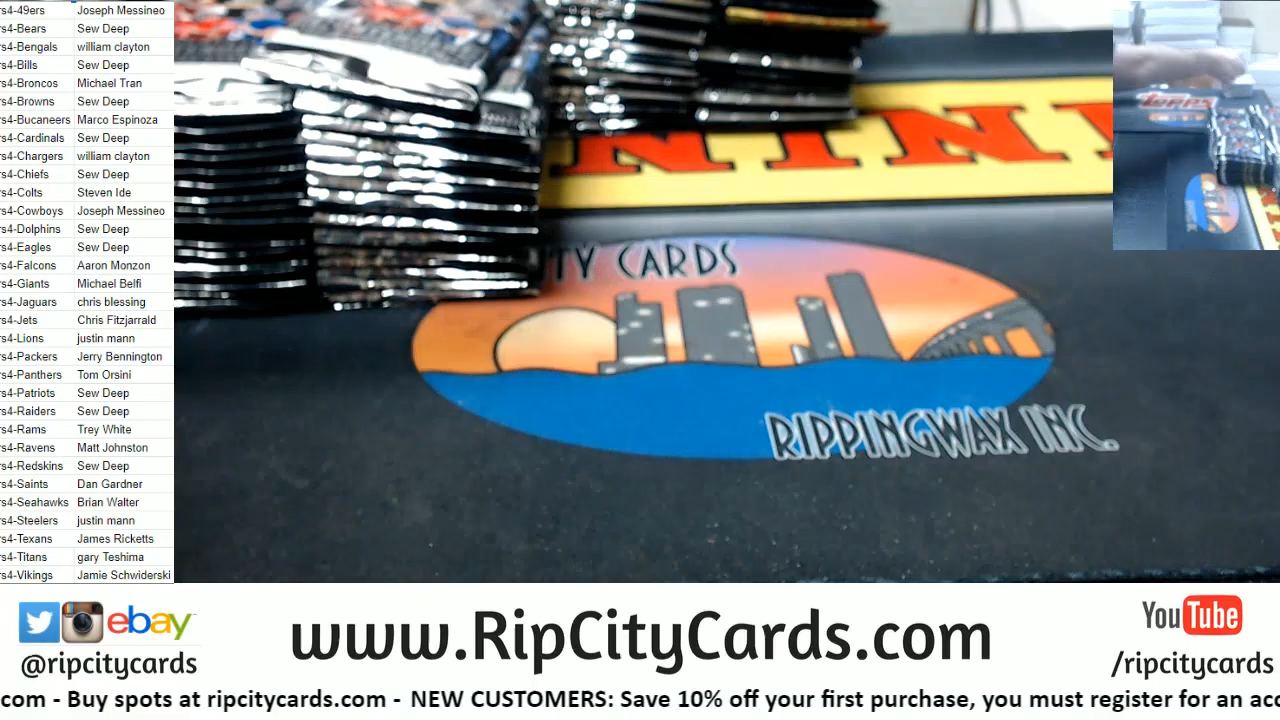 rs4-49ers Joseph Messineo
rs4-Bears Sew Deep
rs4-Bengals william clayton
rs4-Bills Sew Deep
rs4-Broncos Michael Tran
rs4-Browns Sew Deep
rs4-Bucaneers Marco Espinoza
rs4-Cardinals Sew Deep
rs4-Chargers william clayton
rs4-Chiefs Sew Deep
rs4-Colts Steven Ide
rs4-Cowboys Joseph Messineo
rs4-Dolphins Sew Deep
rs4-Eagles Sew Deep
rs4-Falcons Aaron Monzon
rs4-Giants Michael Belfi
rs4-Jaguars chris blessing
rs4-Jets Chris Fitzjarrald
rs4-Lions justin mann
rs4-Packers Jerry Bennington
rs4-Panthers Tom Orsini
rs4-Patriots Sew Deep
rs4-Raiders Sew Deep
rs4-Rams Trey White
rs4-Ravens Matt Johnston
rs4-Redskins Sew Deep
rs4-Saints Dan Gardner
rs4-Seahawks Brian Walter
rs4-Steelers justin mann
rs4-Texans James Ricketts
rs4-Titans gary Teshima
rs4-Vikings Jamie Schwiderski
NINI
TY CARDS
RIPPINGWAX INC.
Topps
ebay
@ripcitycards
www.RipCityCards.com
YouTube
/ripcitycards
.com - Buy spots at ripcitycards.com - NEW CUSTOMERS: Save 10% off your first purchase, you must register for an acc